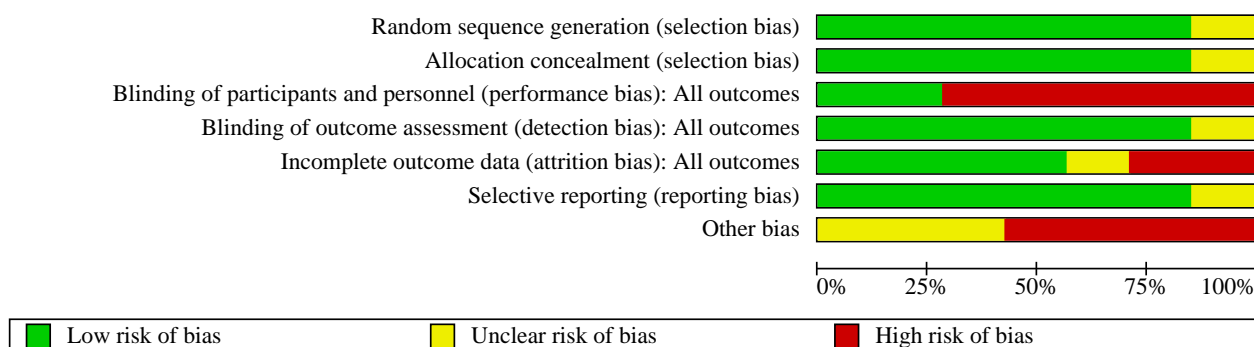 Random sequence generation (selection bias)
Allocation concealment (selection bias)
Blinding of participants and personnel (performance bias): All outcomes
Blinding of outcome assessment (detection bias): All outcomes
Incomplete outcome data (attrition bias): All outcomes
Selective reporting (reporting bias)
Other bias
0% 25% 50% 75% 100%
Low risk of bias Unclear risk of bias High risk of bias